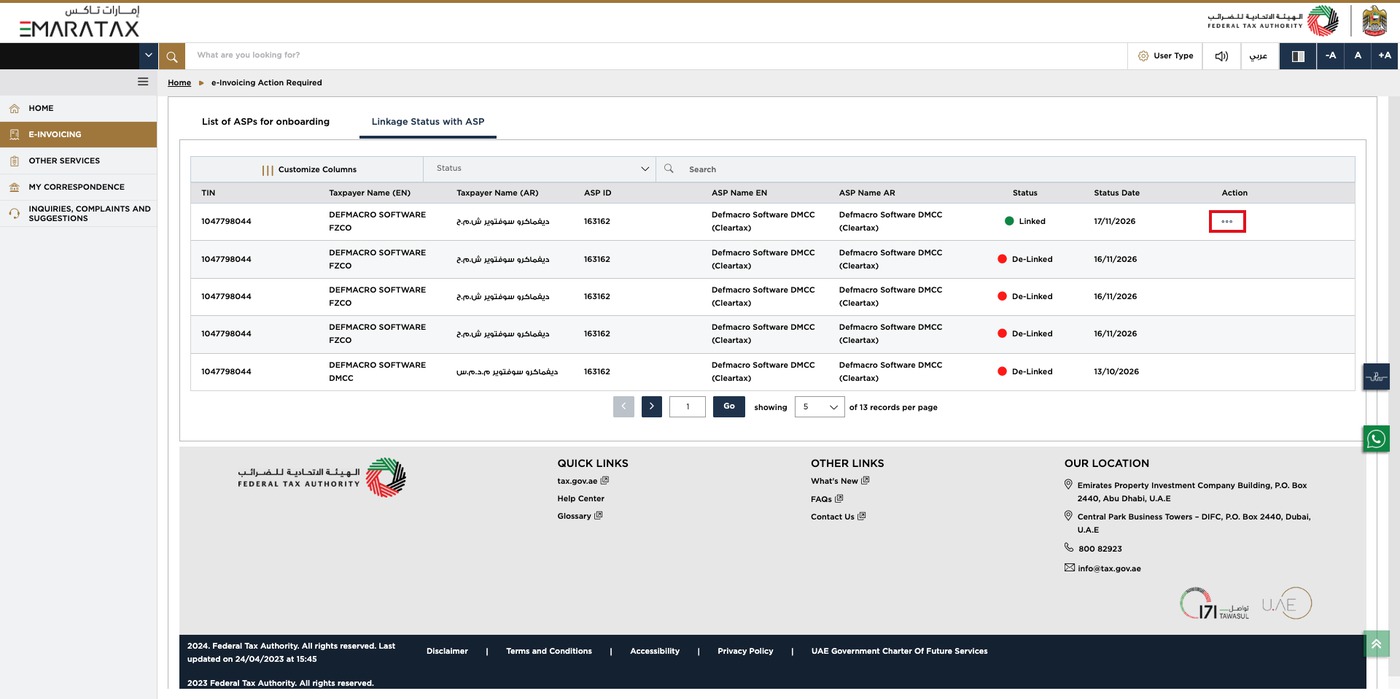 إمارات تاكس
EMARATAX
الهيئة الاتحادية للضرائب
FEDERAL TAX AUTHORITY
What are you looking for?
User Type
عربي
-A
A
+A
Home
e-Invoicing Action Required
HOME
E-INVOICING
OTHER SERVICES
MY CORRESPONDENCE
INQUIRIES, COMPLAINTS AND
SUGGESTIONS
List of ASPs for onboarding
Linkage Status with ASP
Customize Columns
Status
Search
TIN Taxpayer Name (EN) Taxpayer Name (AR) ASP ID ASP Name EN ASP Name AR Status Status Date Action
1047798044 DEFMACRO SOFTWARE FZCO ديفماكرو سوفتوير ش.م.ح 163162 Defmacro Software DMCC (Cleartax) Defmacro Software DMCC (Cleartax) Linked 17/11/2026
1047798044 DEFMACRO SOFTWARE FZCO ديفماكرو سوفتوير ش.م.ح 163162 Defmacro Software DMCC (Cleartax) Defmacro Software DMCC (Cleartax) De-Linked 16/11/2026
1047798044 DEFMACRO SOFTWARE FZCO ديفماكرو سوفتوير ش.م.ح 163162 Defmacro Software DMCC (Cleartax) Defmacro Software DMCC (Cleartax) De-Linked 16/11/2026
1047798044 DEFMACRO SOFTWARE FZCO ديفماكرو سوفتوير ش.م.ح 163162 Defmacro Software DMCC (Cleartax) Defmacro Software DMCC (Cleartax) De-Linked 16/11/2026
1047798044 DEFMACRO SOFTWARE DMCC ديفماكرو سوفتوير م.د.م.س 163162 Defmacro Software DMCC (Cleartax) Defmacro Software DMCC (Cleartax) De-Linked 13/10/2026
1 Go showing 5 of 13 records per page
الهيئة الاتحادية للضرائب
FEDERAL TAX AUTHORITY
QUICK LINKS
tax.gov.ae
Help Center
Glossary
OTHER LINKS
What's New
FAQs
Contact Us
OUR LOCATION
Emirates Property Investment Company Building, P.O. Box
2440, Abu Dhabi, U.A.E
Central Park Business Towers – DIFC, P.O. Box 2440, Dubai,
U.A.E
800 82923
info@tax.gov.ae
171 تواصل TAWASUL
U.AE
2024. Federal Tax Authority. All rights reserved. Last
updated on 24/04/2023 at 15:45
Disclaimer | Terms and Conditions | Accessibility | Privacy Policy | UAE Government Charter Of Future Services
2023 Federal Tax Authority. All rights reserved.